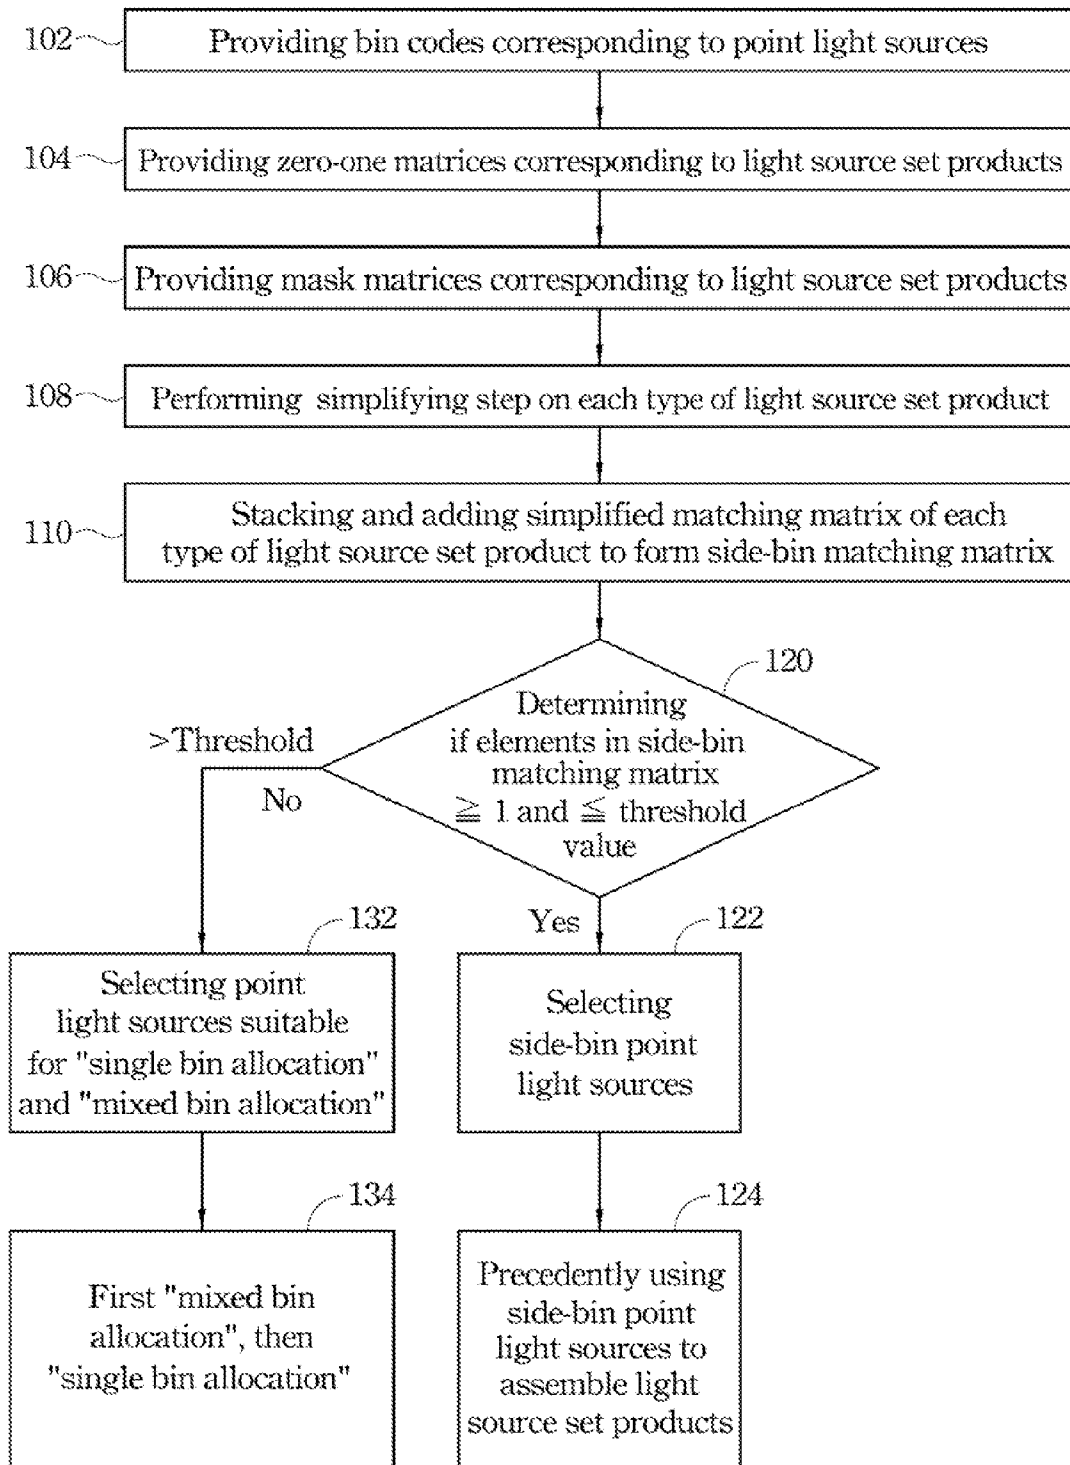 102
Providing bin codes corresponding to point light sources
104
Providing zero-one matrices corresponding to light source set products
106
Providing mask matrices corresponding to light source set products
108
Performing simplifying step on each type of light source set product
110
Stacking and adding simplified matching matrix of each
type of light source set product to form side-bin matching matrix
120
Determining
if elements in side-bin
matching matrix
≧ 1 and ≦ threshold
value
>Threshold
No
Yes
132
Selecting point
light sources suitable
for "single bin allocation"
and "mixed bin allocation"
122
Selecting
side-bin point
light sources
134
First "mixed bin
allocation", then
"single bin allocation"
124
Precedently using
side-bin point
light sources to
assemble light
source set products